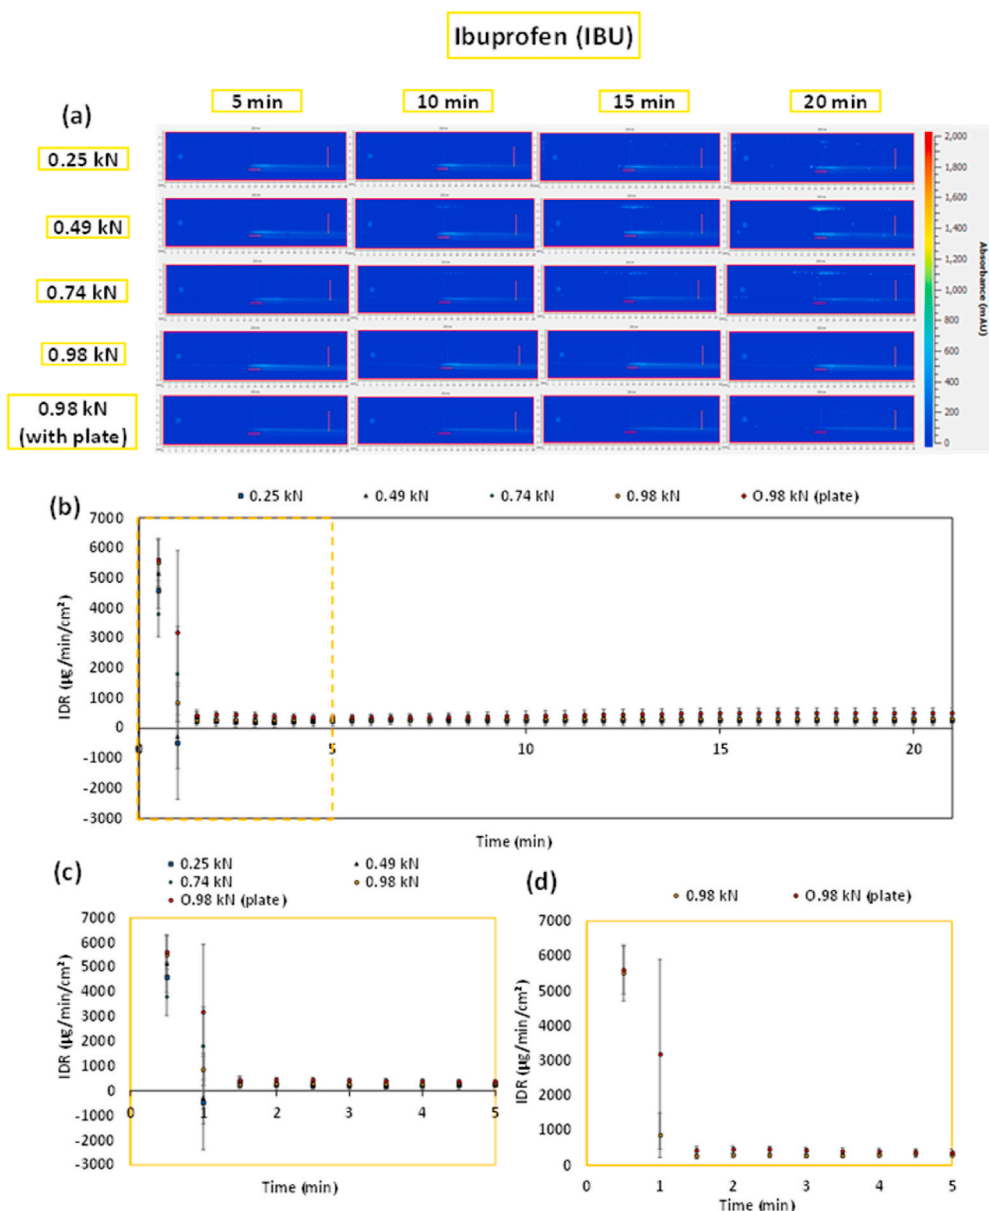 Ibuprofen (IBU)
5 min 10 min 15 min 20 min
(a)
0.25 kN
0.49 kN
0.74 kN
0.98 kN
0.98 kN
(with plate)
2,000
1,800
1,600
1,400
1,200
1,000
800
600
400
200
0
Absorbance (mAU)
(b)
0.25 kN 0.49 kN 0.74 kN 0.98 kN O.98 kN (plate)
7000
6000
5000
4000
3000
2000
1000
0
-1000
-2000
-3000
IDR (µg/min/cm²)
0 5 10 15 20
Time (min)
(c)
0.25 kN 0.49 kN
0.74 kN 0.98 kN
O.98 kN (plate)
7000
6000
5000
4000
3000
2000
1000
0
-1000
-2000
-3000
IDR (µg/min/cm²)
0 1 2 3 4 5
Time (min)
(d)
0.98 kN O.98 kN (plate)
7000
6000
5000
4000
3000
2000
1000
0
IDR (µg/min/cm²)
0 1 2 3 4 5
Time (min)